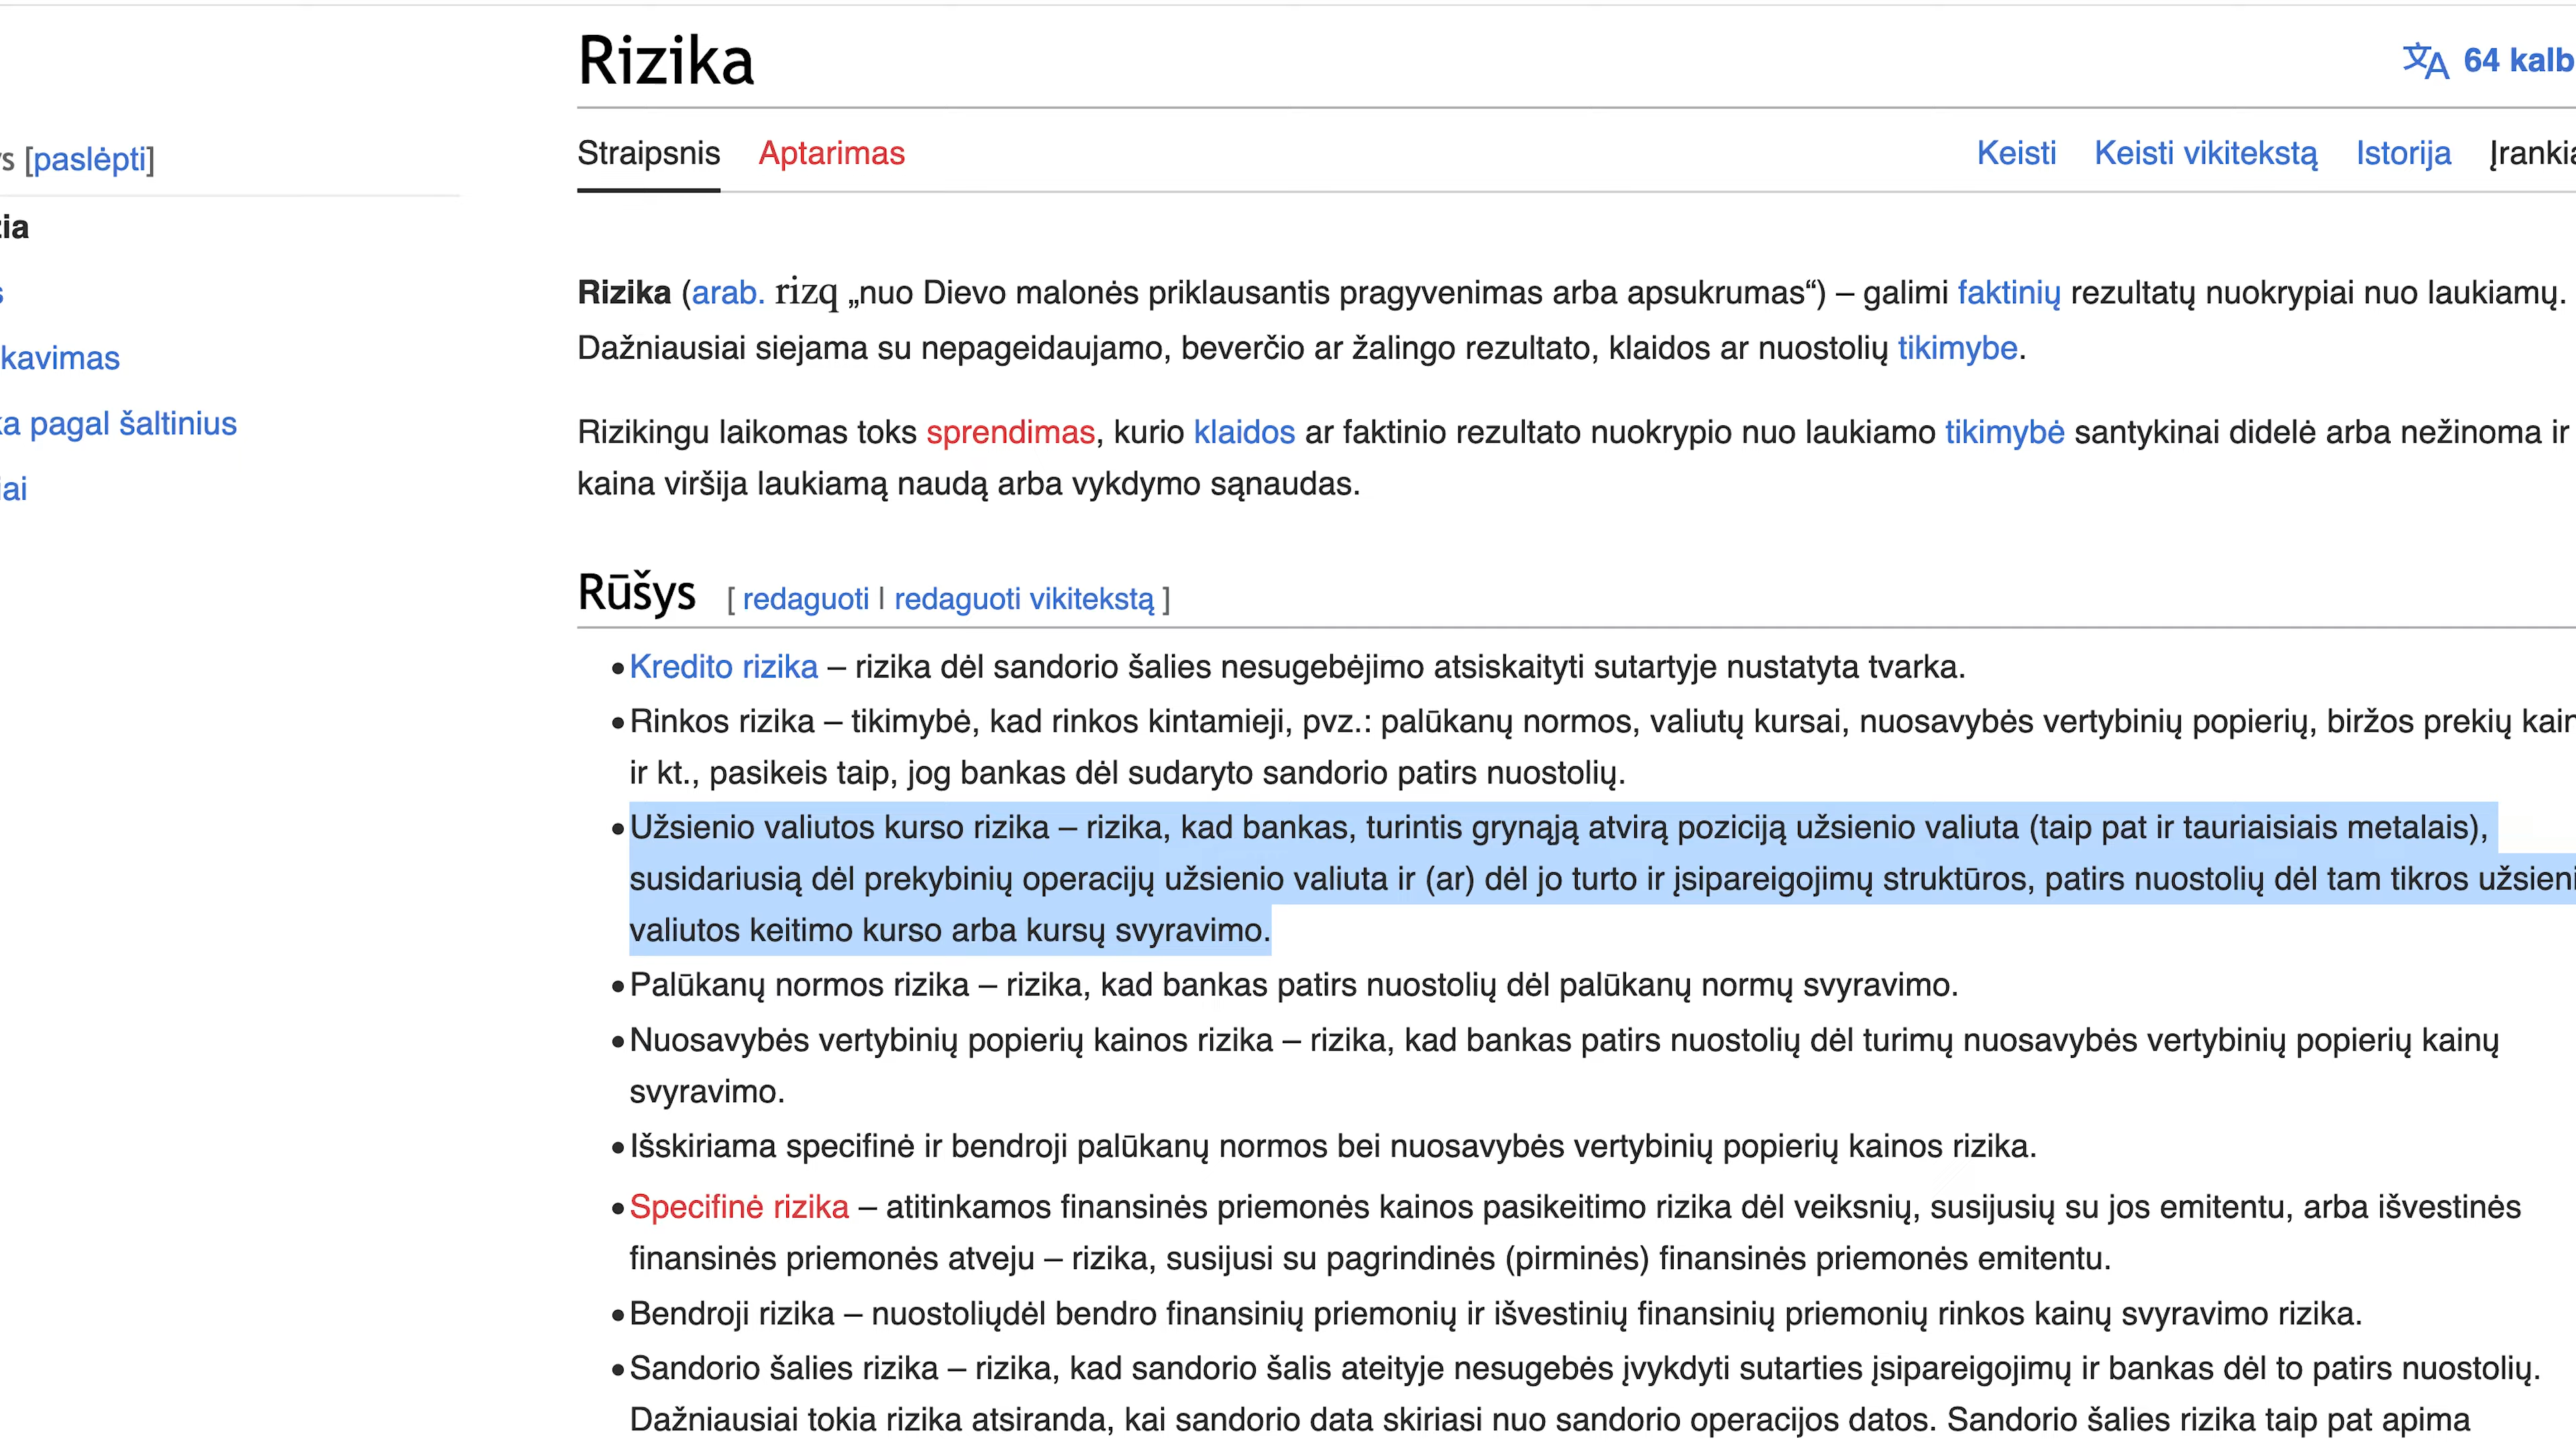 Rizika
64 kalb
[paslėpti]
Straipsnis Aptarimas Keisti Keisti vikitekstą Istorija
Rizika (arab. rizq „nuo Dievo malonės priklausantis pragyvenimas arba apsukrumas“) – galimi faktinių rezultatų nuokrypiai nuo laukiamų.
Dažniausiai siejama su nepageidaujamo, beverčio ar žalingo rezultato, klaidos ar nuostolių tikimybe.
pagal šaltinius
Rizikingu laikomas toks sprendimas, kurio klaidos ar faktinio rezultato nuokrypio nuo laukiamo tikimybė santykinai didelė arba nežinoma ir
kaina viršija laukiamą naudą arba vykdymo sąnaudas.
Rūšys [ redaguoti | redaguoti vikitekstą ]
• Kredito rizika – rizika dėl sandorio šalies nesugebėjimo atsiskaityti sutartyje nustatyta tvarka.
• Rinkos rizika – tikimybė, kad rinkos kintamieji, pvz.: palūkanų normos, valiutų kursai, nuosavybės vertybinių popierių, biržos prekių
ir kt., pasikeis taip, jog bankas dėl sudaryto sandorio patirs nuostolių.
• Užsienio valiutos kurso rizika – rizika, kad bankas, turintis grynąją atvirą poziciją užsienio valiuta (taip pat ir tauriaisiais metalais),
susidariusią dėl prekybinių operacijų užsienio valiuta ir (ar) dėl jo turto ir įsipareigojimų struktūros, patirs nuostolių dėl tam tikros
valiutos keitimo kurso arba kursų svyravimo.
• Palūkanų normos rizika – rizika, kad bankas patirs nuostolių dėl palūkanų normų svyravimo.
• Nuosavybės vertybinių popierių kainos rizika – rizika, kad bankas patirs nuostolių dėl turimų nuosavybės vertybinių popierių kainų
svyravimo.
• Išskiriama specifinė ir bendroji palūkanų normos bei nuosavybės vertybinių popierių kainos rizika.
• Specifinė rizika – atitinkamos finansinės priemonės kainos pasikeitimo rizika dėl veiksnių, susijusių su jos emitentu, arba išvestinės
finansinės priemonės atveju – rizika, susijusi su pagrindinės (pirminės) finansinės priemonės emitentu.
• Bendroji rizika – nuostoliųdėl bendro finansinių priemonių ir išvestinių finansinių priemonių rinkos kainų svyravimo rizika.
• Sandorio šalies rizika – rizika, kad sandorio šalis ateityje nesugebės įvykdyti sutarties įsipareigojimų ir bankas dėl to patirs nuostolių.
Dažniausiai tokia rizika atsiranda, kai sandorio data skiriasi nuo sandorio operacijos datos. Sandorio šalies rizika taip pat apima